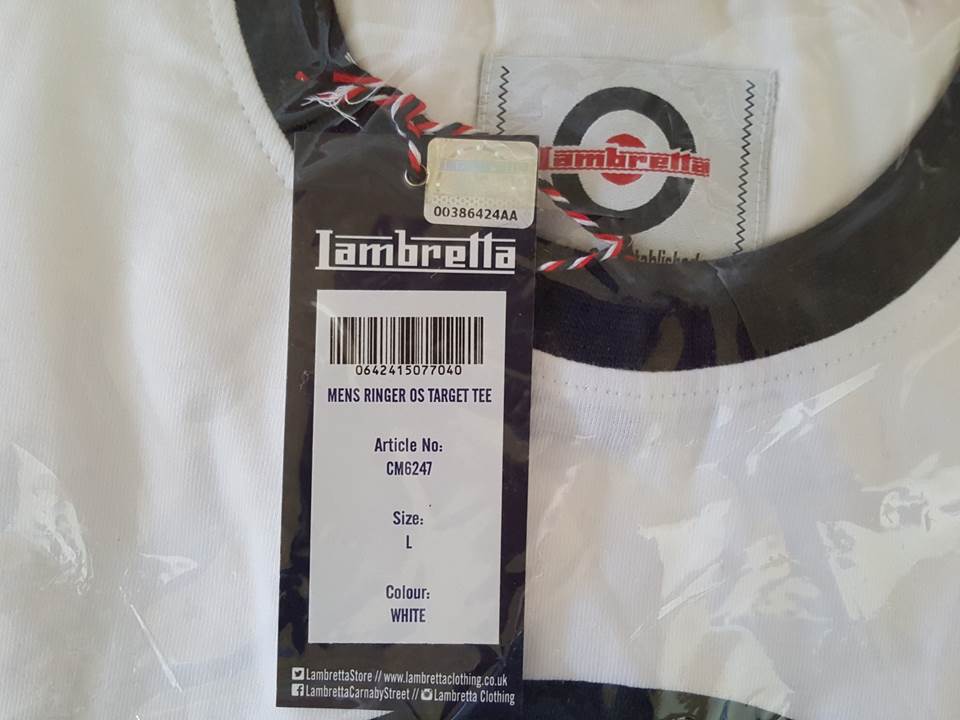 lambretta
00386424AA
lambretta
0642415077040
MENS RINGER OS TARGET TEE
Article No:
CM6247
Size:
L
Colour:
WHITE
LambrettaStore // www.lambrettaclothing.co.uk
LambrettaCarnabyStreet // Lambretta Clothing